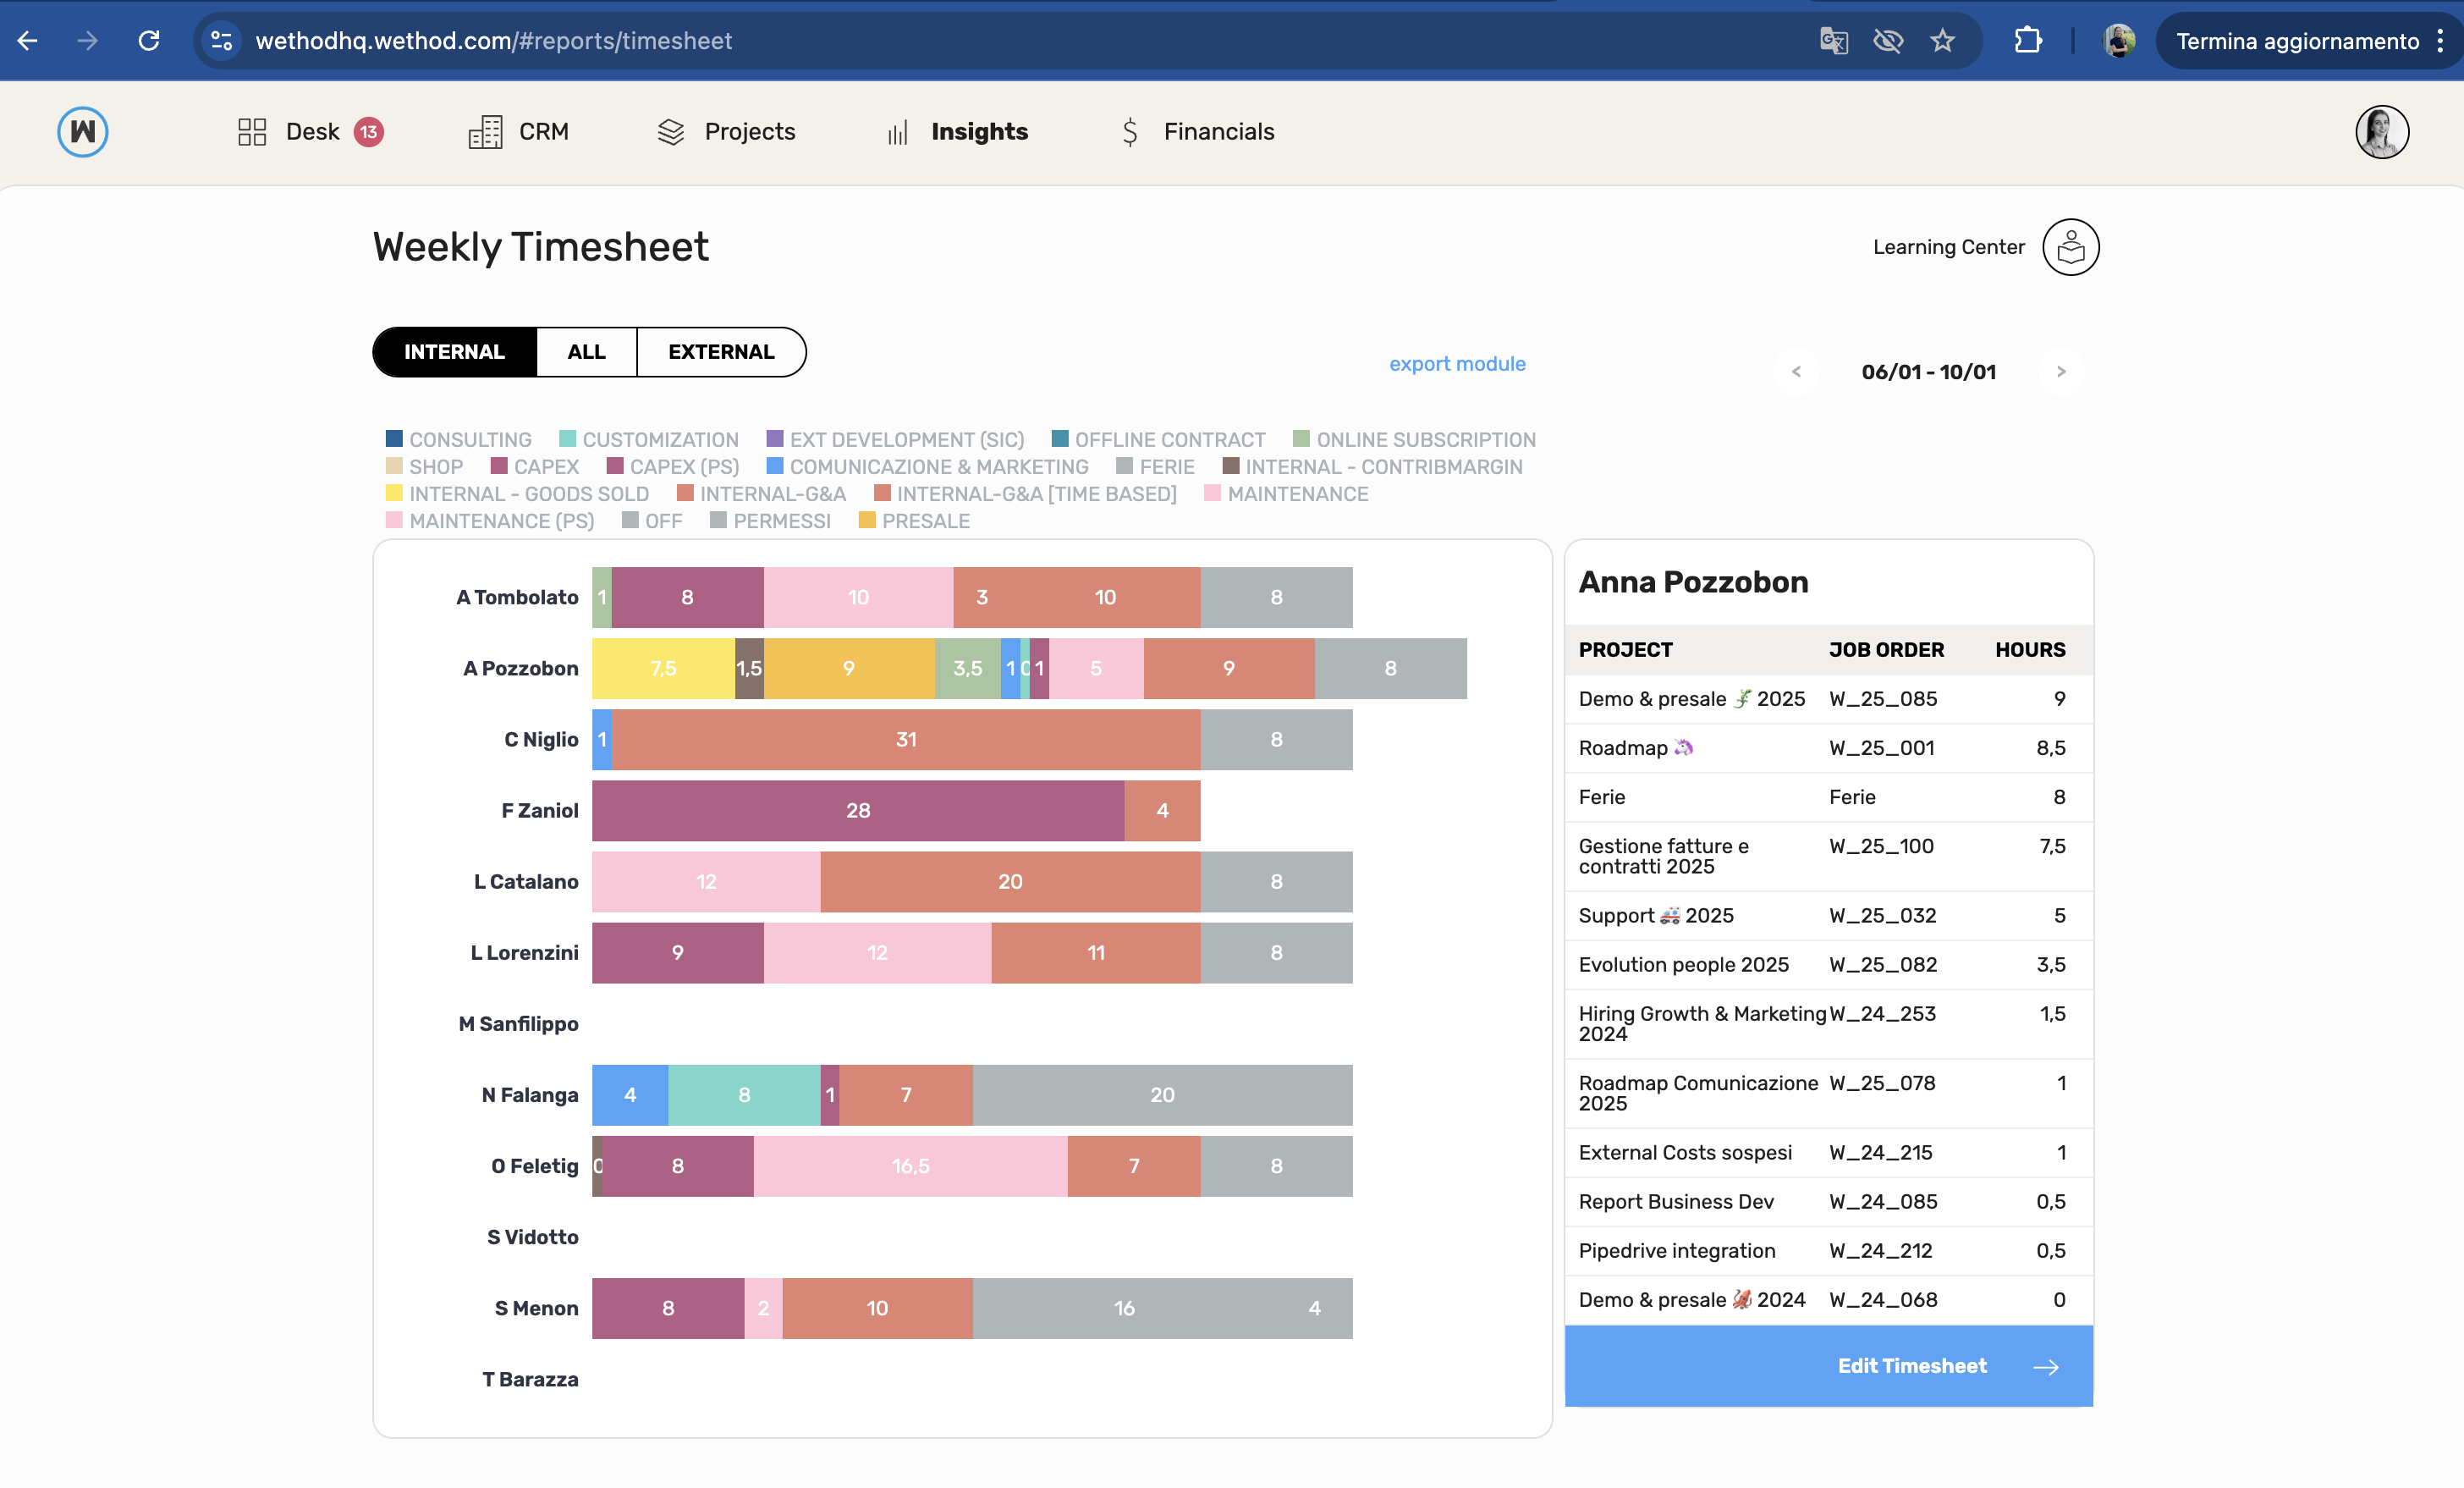 wethodhq.wethod.com/#reports/timesheet
Termina aggiornamento
W
Desk 13
CRM
Projects
Insights
$ Financials
Weekly Timesheet
Learning Center
INTERNAL ALL EXTERNAL
export module
< 06/01 - 10/01 >
CONSULTING CUSTOMIZATION EXT DEVELOPMENT (SIC) OFFLINE CONTRACT ONLINE SUBSCRIPTION
SHOP CAPEX CAPEX (PS) COMUNICAZIONE & MARKETING FERIE INTERNAL - CONTRIBMARGIN
INTERNAL - GOODS SOLD INTERNAL-G&A INTERNAL-G&A [TIME BASED] MAINTENANCE
MAINTENANCE (PS) OFF PERMESSI PRESALE
A Tombolato 1 8 10 3 10 8
A Pozzobon 7,5 1,5 9 3,5 1 0 1 5 9 8
C Niglio 1 31 8
F Zaniol 28 4
L Catalano 12 20 8
L Lorenzini 9 12 11 8
M Sanfilippo
N Falanga 4 8 1 7 20
O Feletig 0 8 16,5 7 8
S Vidotto
S Menon 8 2 10 16 4
T Barazza
Anna Pozzobon
PROJECT JOB ORDER HOURS
Demo & presale 🦎 2025 W_25_085 9
Roadmap 🦄 W_25_001 8,5
Ferie Ferie 8
Gestione fatture e W_25_100 7,5
contratti 2025
Support 🚑 2025 W_25_032 5
Evolution people 2025 W_25_082 3,5
Hiring Growth & Marketing W_24_253 1,5
2024
Roadmap Comunicazione W_25_078 1
2025
External Costs sospesi W_24_215 1
Report Business Dev W_24_085 0,5
Pipedrive integration W_24_212 0,5
Demo & presale 🦑 2024 W_24_068 0
Edit Timesheet →